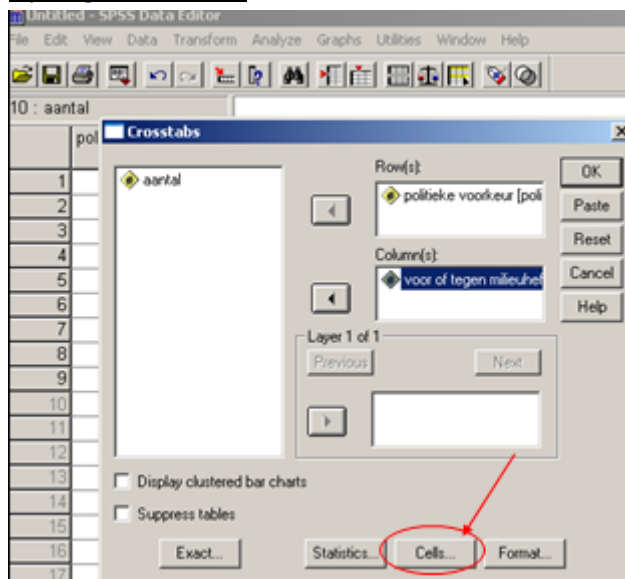 Untitled - SPSS Data Editor
File Edit View Data Transform Analyze Graphs Utilities Window Help
10 : aantal
pol
Crosstabs
aantal
Row(s):
politieke voorkeur [poli
Column(s):
voor of tegen milieuhef
OK
Paste
Reset
Cancel
Help
Layer 1 of 1
Previous
Next
Display clustered bar charts
Suppress tables
Exact...
Statistics...
Cells...
Format...
1
2
3
4
5
6
7
8
9
10
11
12
13
14
15
16
17